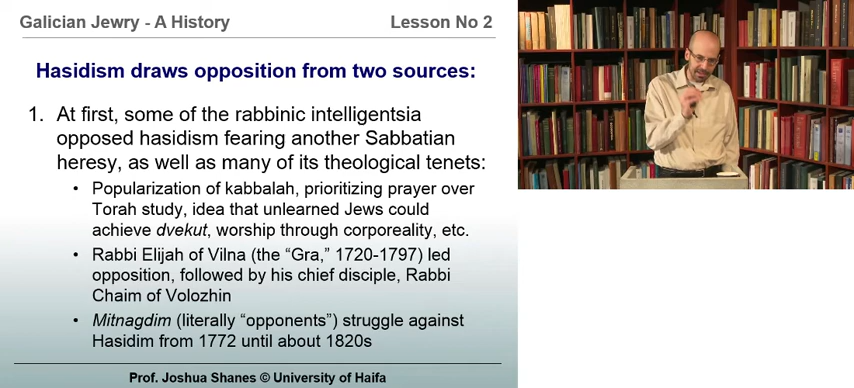 Galician Jewry - A History
Lesson No 2
Hasidism draws opposition from two sources:
1. At first, some of the rabbinic intelligentsia
opposed hasidism fearing another Sabbatian
heresy, as well as many of its theological tenets:
• Popularization of kabbalah, prioritizing prayer over
Torah study, idea that unlearned Jews could
achieve dvekut, worship through corporeality, etc.
• Rabbi Elijah of Vilna (the “Gra,” 1720-1797) led
opposition, followed by his chief disciple, Rabbi
Chaim of Volozhin
• Mitnagdim (literally “opponents”) struggle against
Hasidim from 1772 until about 1820s
Prof. Joshua Shanes © University of Haifa